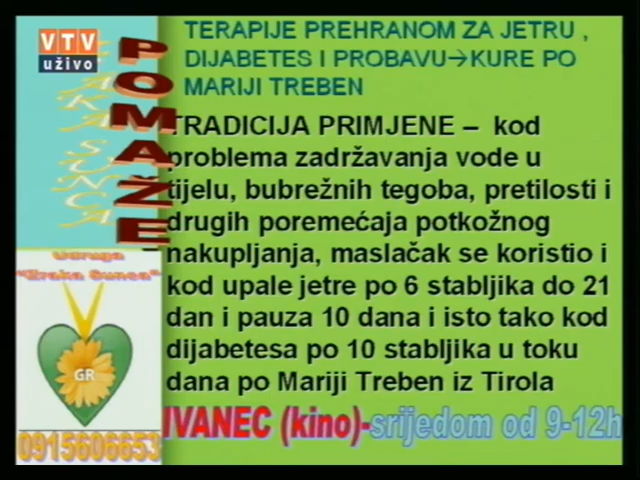 VTV
uživo
POMAŽE
ZRAKA SUNCA
TERAPIJE PREHRANOM ZA JETRU ,
DIJABETES I PROBAVU→KURE PO
MARIJI TREBEN
TRADICIJA PRIMJENE – kod
problema zadržavanja vode u
tijelu, bubrežnih tegoba, pretilosti i
drugih poremećaja potkožnog
nakupljanja, maslačak se koristio i
kod upale jetre po 6 stabljika do 21
dan i pauza 10 dana i isto tako kod
dijabetesa po 10 stabljika u toku
dana po Mariji Treben iz Tirola
Udruga
"Zraka Sunca"
GR
0915606653
IVANEC (kino)-srijedom od 9-12h